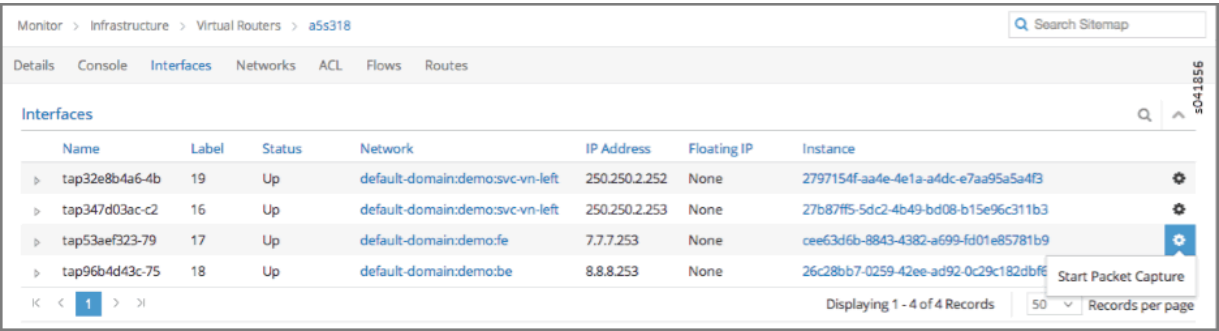 Monitor > Infrastructure > Virtual Routers > a5s318
Search Sitemap
Details Console Interfaces Networks ACL Flows Routes
s041856
Interfaces
Name Label Status Network IP Address Floating IP Instance
tap32e8b4a6-4b 19 Up default-domain:demo:svc-vn-left 250.250.2.252 None 2797154f-aa4e-4e1a-a4dc-e7aa95a5a4f3
tap347d03ac-c2 16 Up default-domain:demo:svc-vn-left 250.250.2.253 None 27b87ff5-5dc2-4b49-bd08-b15e96c311b3
tap53aef323-79 17 Up default-domain:demo:fe 7.7.7.253 None cee63d6b-8843-4382-a699-fd01e85781b9
tap96b4d43c-75 18 Up default-domain:demo:be 8.8.8.253 None 26c28bb7-0259-42ee-ad92-0c29c182dbf6
Start Packet Capture
1
Displaying 1 - 4 of 4 Records 50 Records per page